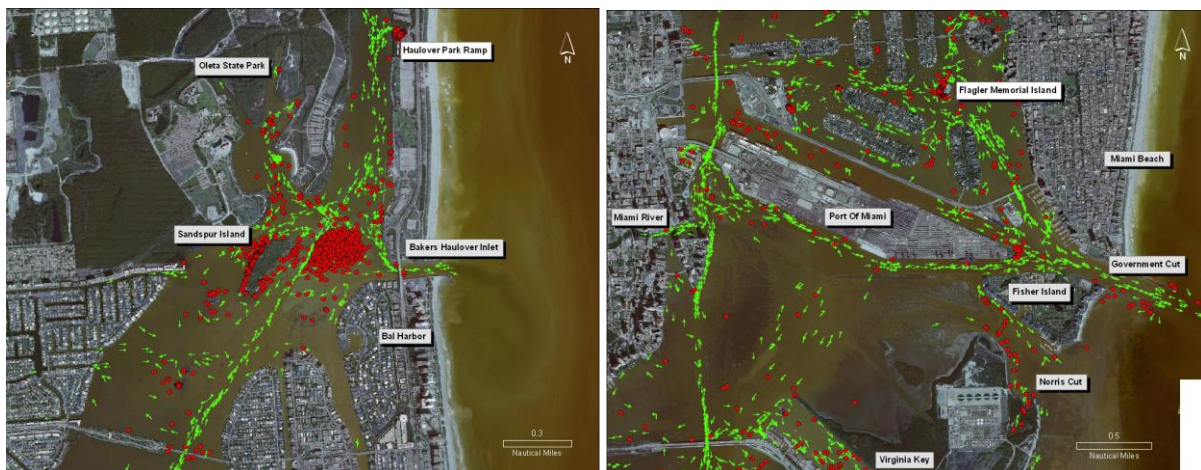 Haulover Park Ramp
Oleta State Park
N
Sandspur Island
Bakers Haulover Inlet
Bal Harbor
0.3
Nautical Miles
N
Flagler Memorial Island
Miami Beach
Miami River
Port Of Miami
Government Cut
Fisher Island
Norris Cut
0.5
Nautical Miles
Virginia Key